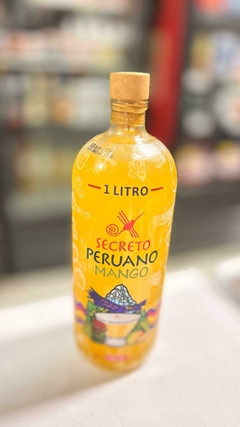 1 LITRO
SECRETO
PERUANO
MANGO